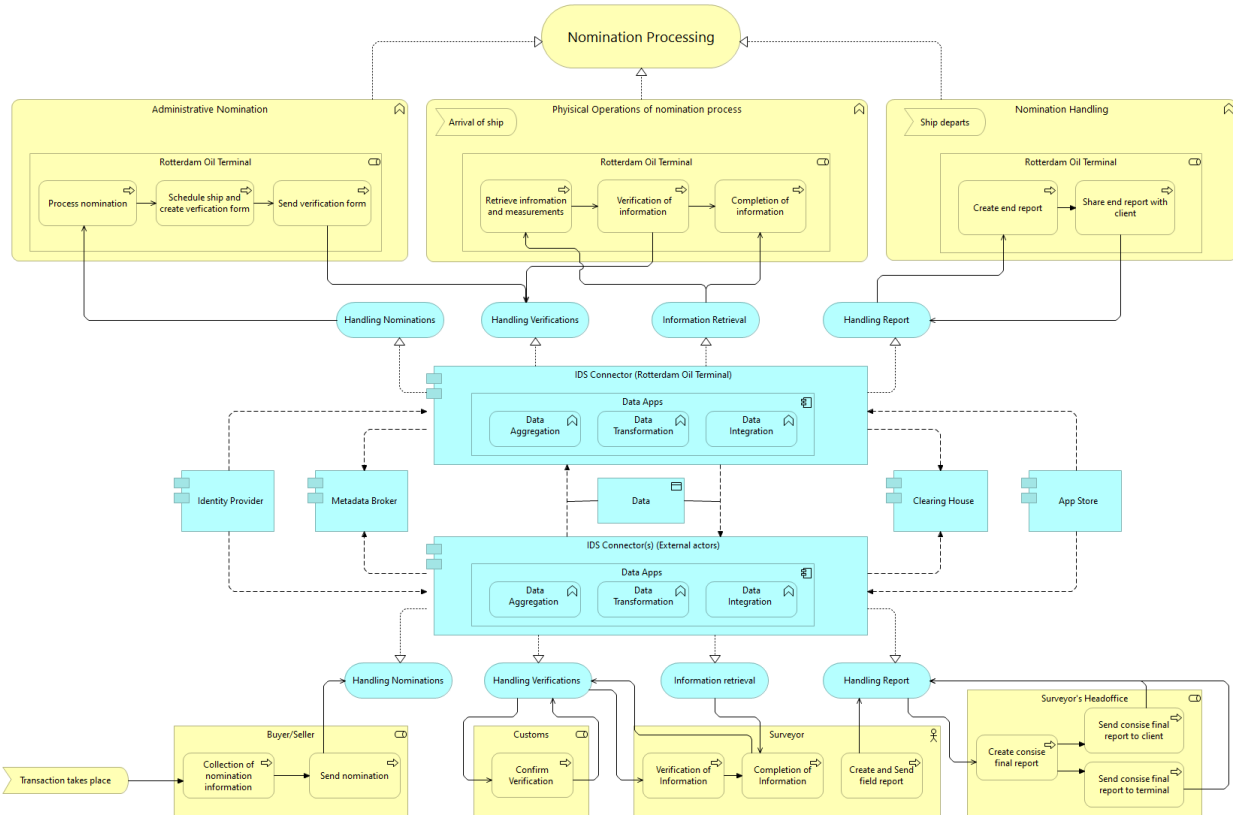 Nomination Processing
Administrative Nomination
Phyisical Operations of nomination process
Nomination Handling
Arrival of ship
Ship departs
Rotterdam Oil Terminal
Rotterdam Oil Terminal
Rotterdam Oil Terminal
Process nomination
Schedule ship and
create verfication form
Send verification form
Retrieve infromation
and measurements
Verification of
information
Completion of
information
Create end report
Share end report with
client
Handling Nominations
Handling Verifications
Information Retrieval
Handling Report
IDS Connector (Rotterdam Oil Terminal)
Data Apps
Data
Aggregation
Data
Transformation
Data
Integration
Identity Provider
Metadata Broker
Data
Clearing House
App Store
IDS Connector(s) (External actors)
Data Apps
Data
Aggregation
Data
Transformation
Data
Integration
Handling Nominations
Handling Verifications
Information retrieval
Handling Report
Buyer/Seller
Customs
Surveyor
Surveyor's Headoffice
Transaction takes place
Collection of
nomination
information
Send nomination
Confirm
Verification
Verification of
Information
Completion of
Information
Create and Send
field report
Create consise
final report
Send consise final
report to client
Send consise final
report to terminal